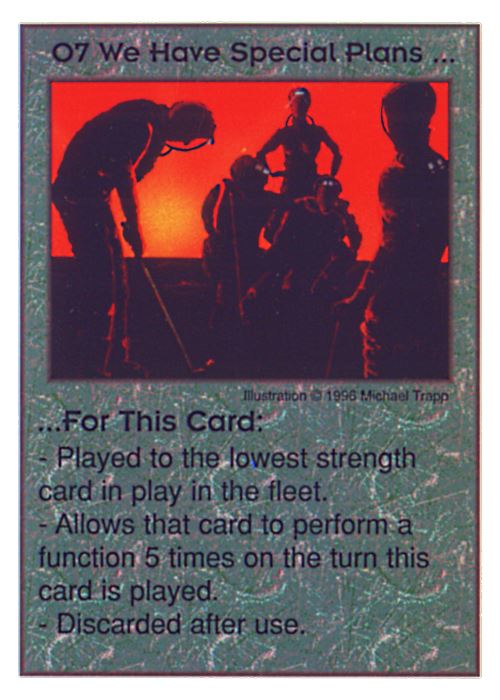 O7 We Have Special Plans ...
Illustration © 1996 Michael Trapp
...For This Card:
- Played to the lowest strength
card in play in the fleet.
- Allows that card to perform a
function 5 times on the turn this
card is played.
- Discarded after use.